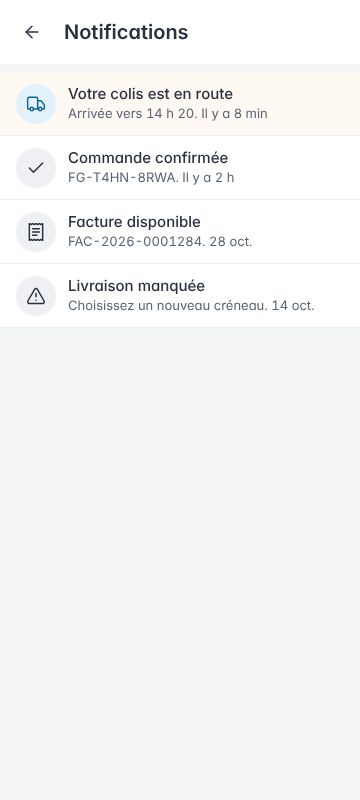 Notifications
Votre colis est en route
Arrivée vers 14 h 20. Il y a 8 min
Commande confirmée
FG-T4HN-8RWA. Il y a 2 h
Facture disponible
FAC-2026-0001284. 28 oct.
Livraison manquée
Choisissez un nouveau créneau. 14 oct.